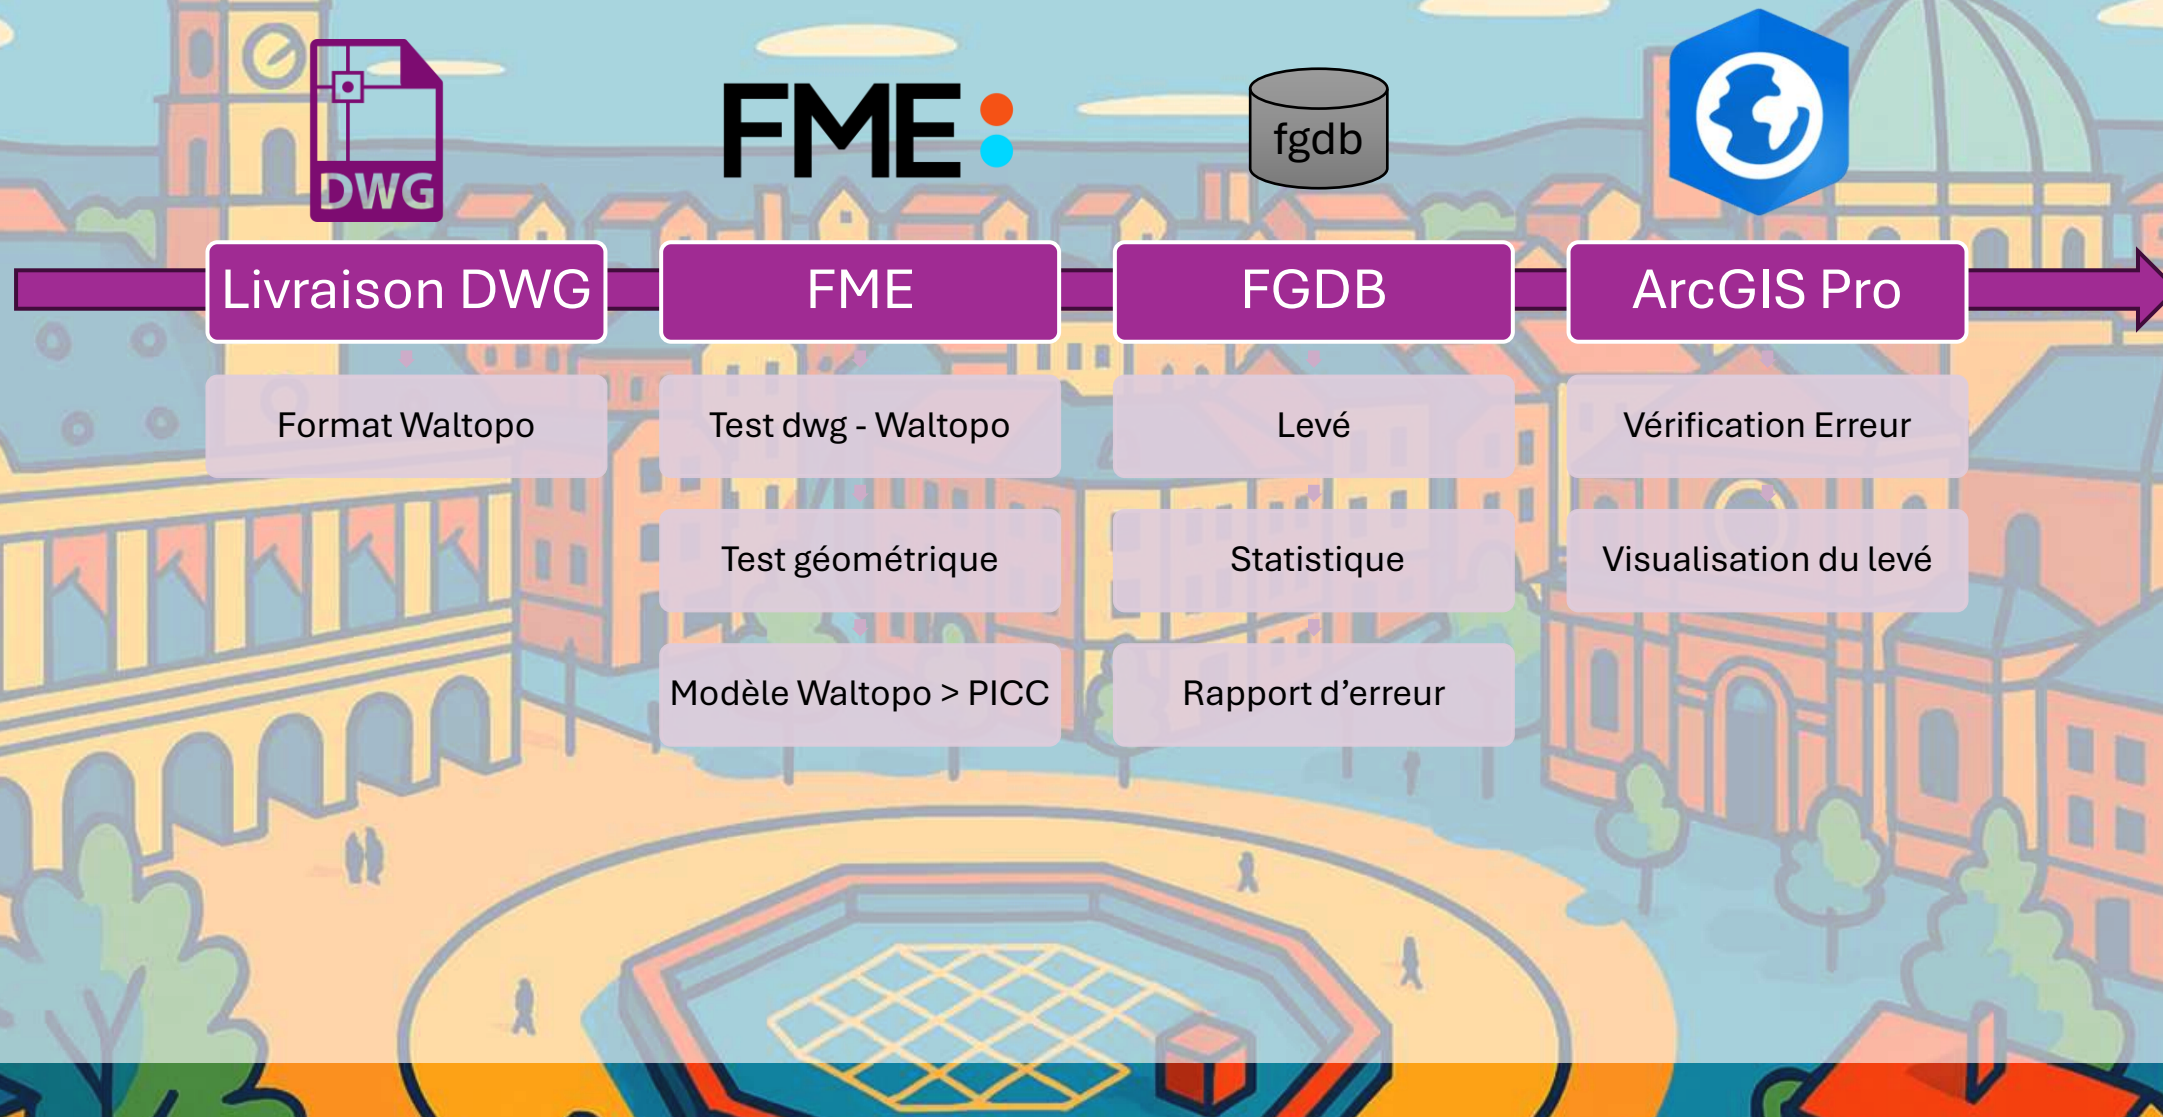 DWG
FME
fgdb
Livraison DWG
FME
FGDB
ArcGIS Pro
Format Waltopo
Test dwg - Waltopo
Levé
Vérification Erreur
Test géométrique
Statistique
Visualisation du levé
Modèle Waltopo > PICC
Rapport d’erreur